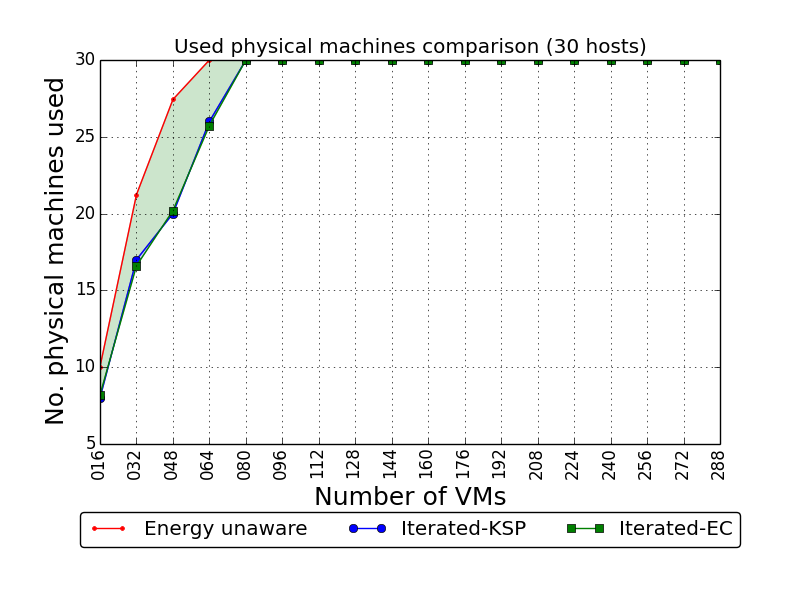 Used physical machines comparison (30 hosts)
No. physical machines used
30
25
20
15
10
5
016 032 048 064 080 096 112 128 144 160 176 192 208 224 240 256 272 288
Number of VMs
Energy unaware Iterated-KSP Iterated-EC